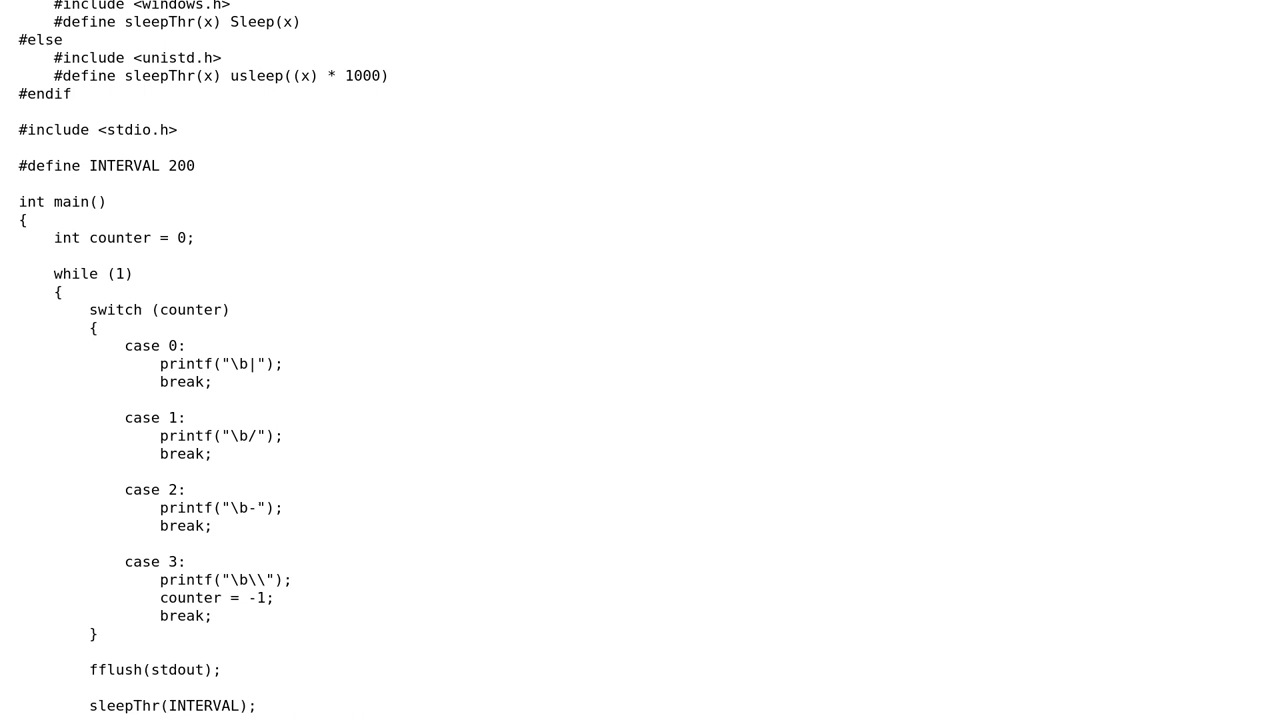 #include <windows.h>
    #define sleepThr(x) Sleep(x)
#else
    #include <unistd.h>
    #define sleepThr(x) usleep((x) * 1000)
#endif

#include <stdio.h>

#define INTERVAL 200

int main()
{
    int counter = 0;

    while (1)
    {
        switch (counter)
        {
            case 0:
                printf("\b|");
                break;

            case 1:
                printf("\b/");
                break;

            case 2:
                printf("\b-");
                break;

            case 3:
                printf("\b\\");
                counter = -1;
                break;
        }

        fflush(stdout);

        sleepThr(INTERVAL);